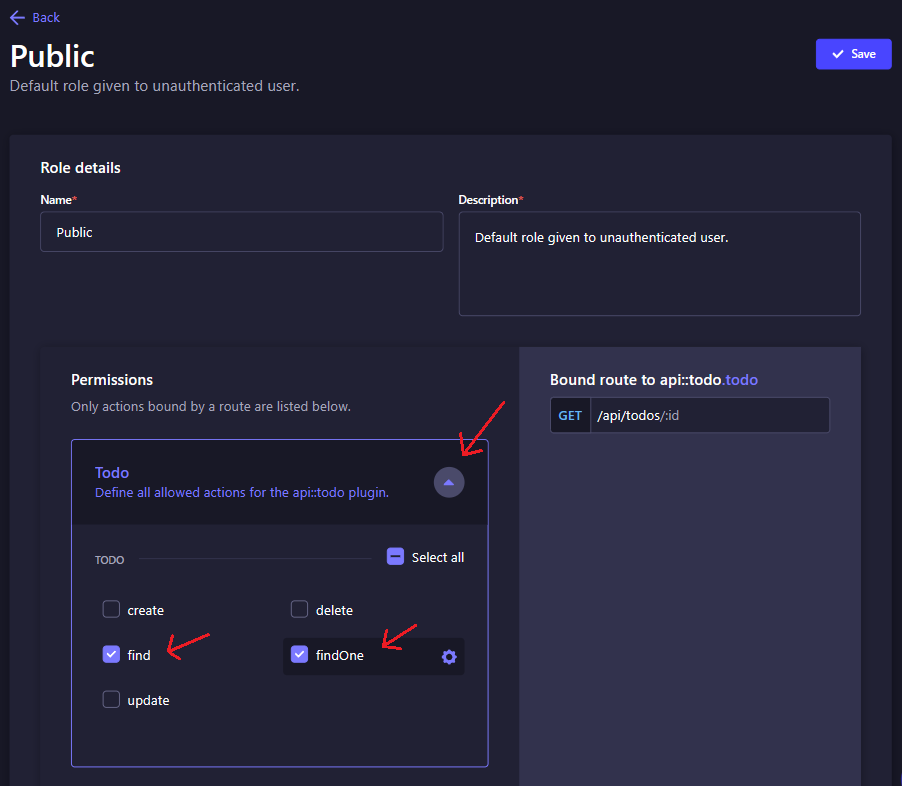 Back
Public
Save
Default role given to unauthenticated user.
Role details
Name*
Public
Description*
Default role given to unauthenticated user.
Permissions
Only actions bound by a route are listed below.
Todo
Define all allowed actions for the api::todo plugin.
TODO
Select all
create
delete
find
findOne
update
Bound route to api::todo.todo
GET /api/todos/:id